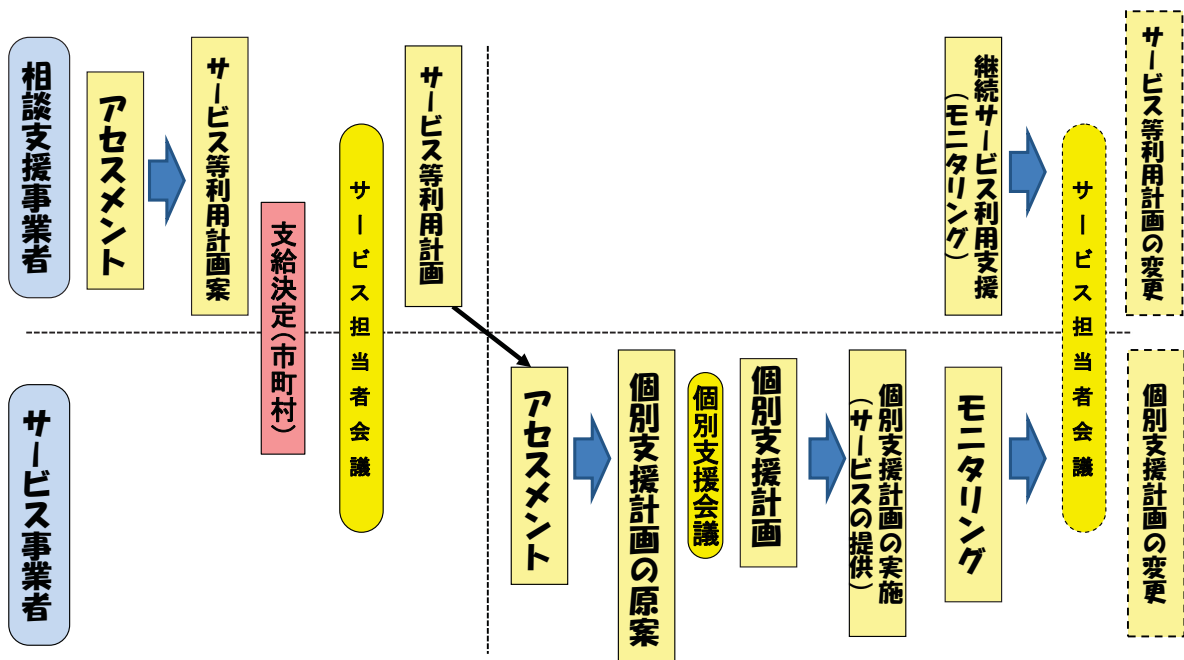 相談支援事業者
アセスメント
サービス等利用計画案
支給決定(市町村)
サービス担当者会議
サービス等利用計画
継続サービス利用支援
(モニタリング)
サービス担当者会議
サービス等利用計画の変更
サービス事業者
アセスメント
個別支援計画の原案
個別支援会議
個別支援計画
個別支援計画の実施
(サービスの提供)
モニタリング
個別支援計画の変更